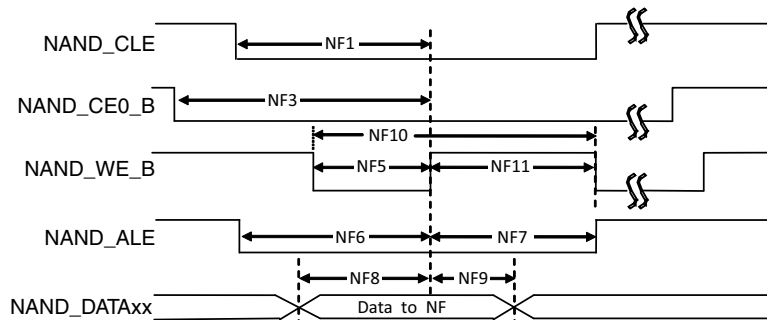 NAND_CLE
NF1
NAND_CE0_B
NF3
NF10
NAND_WE_B
NF5
NF11
NAND_ALE
NF6
NF7
NF8
NF9
NAND_DATAxx
Data to NF